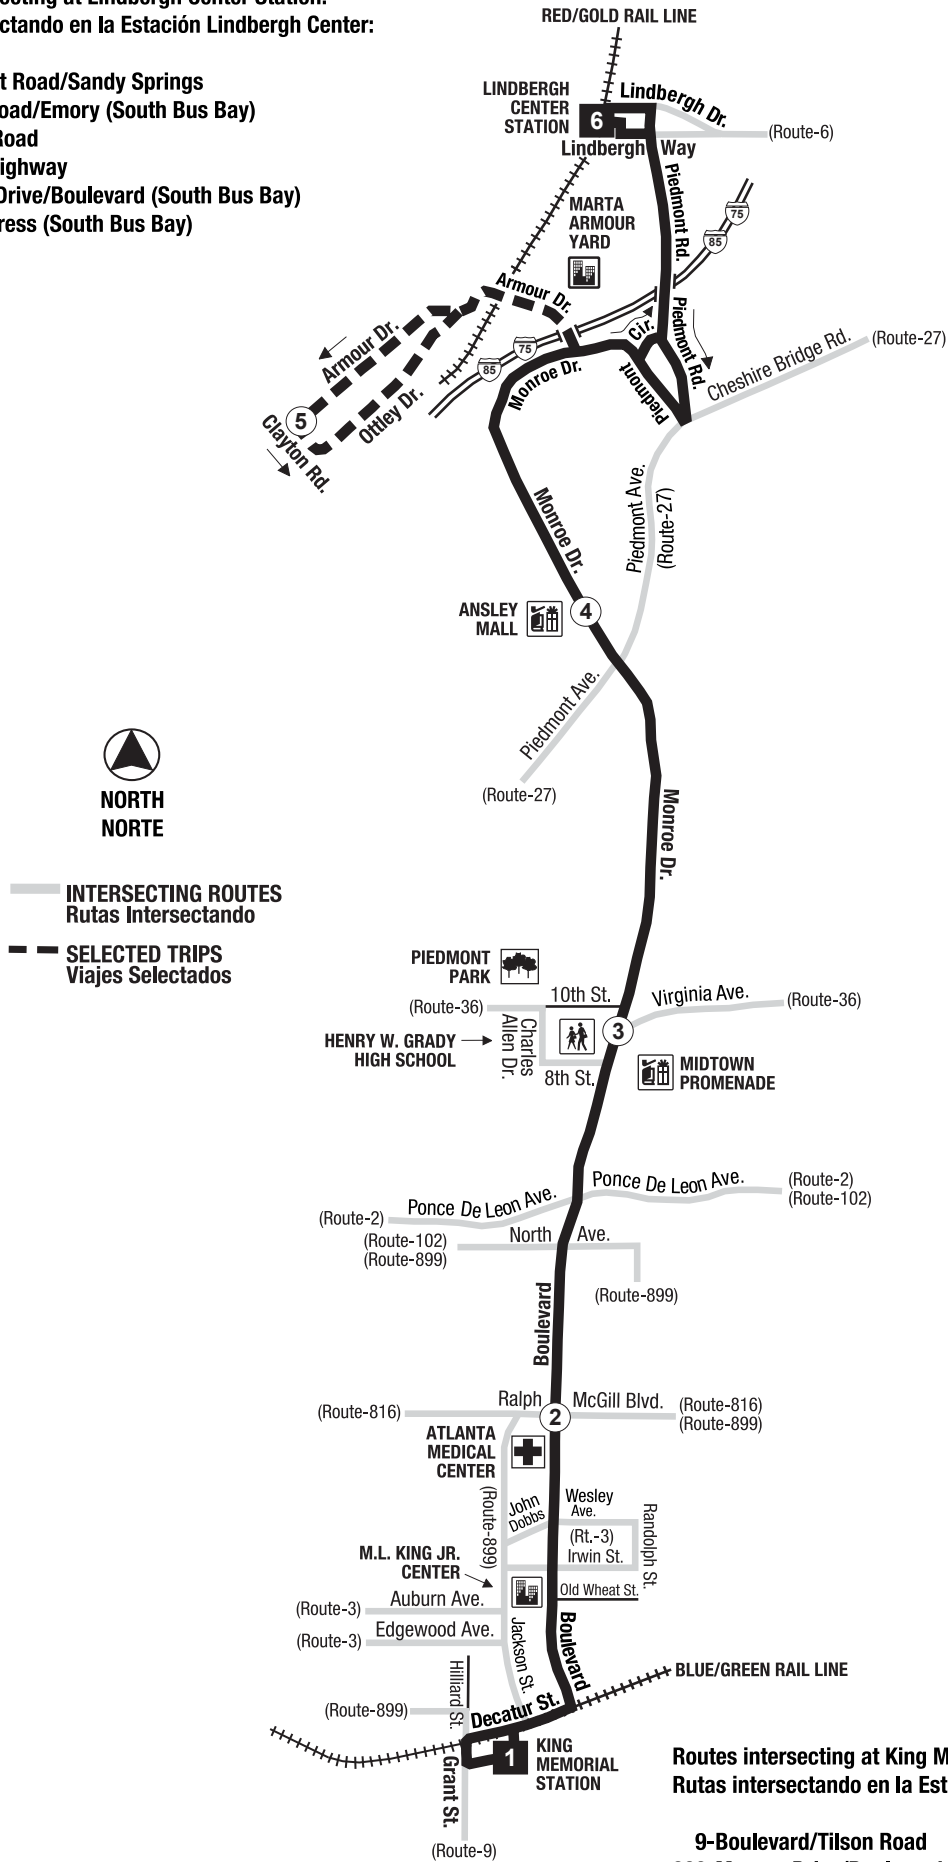 ctando en la Estación Lindbergh Center:
t Road/Sandy Springs
oad/Emory (South Bus Bay)
Road
ighway
Drive/Boulevard (South Bus Bay)
ress (South Bus Bay)
RED/GOLD RAIL LINE
LINDBERGH
CENTER
STATION
6
Lindbergh Dr.
(Route-6)
Lindbergh Way
Piedmont Rd.
75
85
MARTA
ARMOUR
YARD
Armour Dr.
Armour Dr.
Ottley Dr.
5
Clayton Rd.
75
85
Monroe Dr.
Cir.
Piedmont
Piedmont Rd.
Cheshire Bridge Rd.
(Route-27)
Monroe Dr.
Piedmont Ave.
(Route-27)
ANSLEY
MALL
4
Piedmont Ave.
(Route-27)
NORTH
NORTE
Monroe Dr.
INTERSECTING ROUTES
Rutas Intersectando
SELECTED TRIPS
Viajes Selectados
PIEDMONT
PARK
(Route-36)
10th St.
Virginia Ave.
(Route-36)
3
Charles
Allen Dr.
HENRY W. GRADY
HIGH SCHOOL
8th St.
MIDTOWN
PROMENADE
(Route-2)
Ponce De Leon Ave.
Ponce De Leon Ave.
(Route-2)
(Route-102)
(Route-102)
(Route-899)
North Ave.
(Route-899)
Boulevard
(Route-816)
Ralph McGill Blvd.
(Route-816)
(Route-899)
2
ATLANTA
MEDICAL
CENTER
(Route-899)
John
Dobbs
Wesley
Ave.
(Rt.-3)
Irwin St.
Randolph St.
M.L. KING JR.
CENTER
Old Wheat St.
(Route-3)
Auburn Ave.
(Route-3)
Edgewood Ave.
Jackson St.
Boulevard
Hilliard St.
BLUE/GREEN RAIL LINE
(Route-899)
Decatur St.
1
KING
MEMORIAL
STATION
Grant St.
(Route-9)
Routes intersecting at King M
Rutas intersectando en la Est
9-Boulevard/Tilson Road